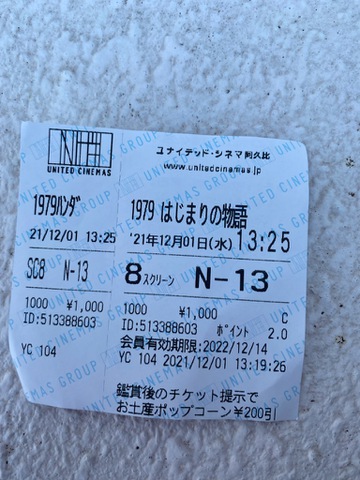 UNITED CINEMAS
1979ﾊﾝﾀﾞ
21/12/01 13:25
SC8 N-13
1000 ¥1,000
ID:513388603
YC 104
ユナイテッド・シネマ阿久比
www.unitedcinemas.jp
1979 はじまりの物語
'21年12月01日(水) 13:25
8スクリーン N-13
1000 ¥1,000 C
ID:513388603 ﾎﾟｲﾝﾄ 2.0
会員有効期限:2022/12/14
YC 104 2021/12/01 13:19:26
鑑賞後のチケット提示で
お土産ポップコーン¥200引